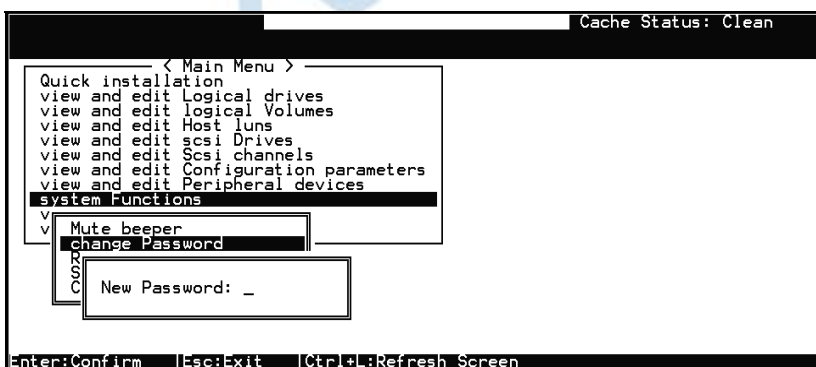 Cache Status: Clean
< Main Menu >
Quick installation
view and edit Logical drives
view and edit logical Volumes
view and edit Host luns
view and edit scsi Drives
view and edit Scsi channels
view and edit Configuration parameters
view and edit Peripheral devices
system Functions
v
v
Mute beeper
change Password
R
S
C
New Password: _
Enter:Confirm |Esc:Exit |Ctrl+L:Refresh Screen